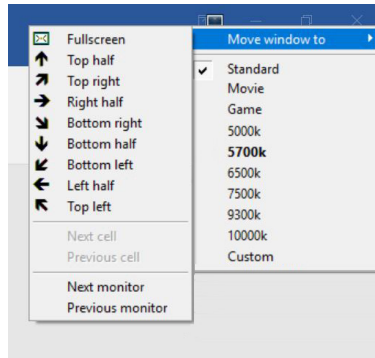 Fullscreen
Top half
Top right
Right half
Bottom right
Bottom half
Bottom left
Left half
Top left
Next cell
Previous cell
Next monitor
Previous monitor
Move window to
Standard
Movie
Game
5000k
5700k
6500k
7500k
9300k
10000k
Custom